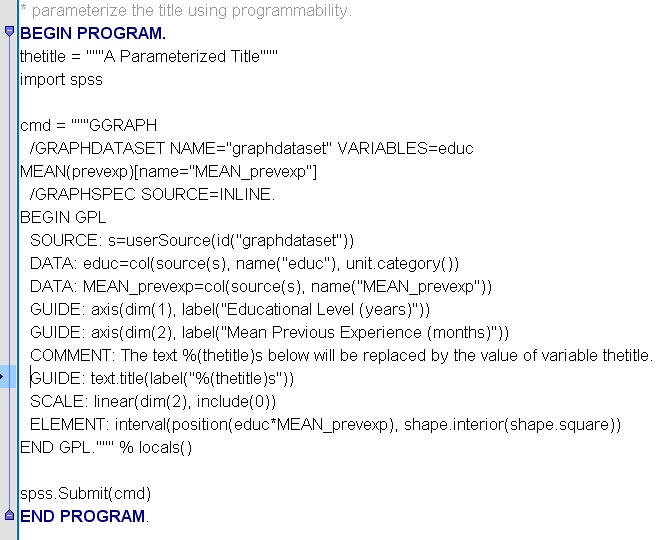 * parameterize the title using programmability.
BEGIN PROGRAM.
thetitle = """A Parameterized Title"""
import spss
cmd = """GGRAPH
/GRAPHDATASET NAME="graphdataset" VARIABLES=educ
MEAN(prevexp)[name="MEAN_prevexp"]
/GRAPHSPEC SOURCE=INLINE.
BEGIN GPL
SOURCE: s=userSource(id("graphdataset"))
DATA: educ=col(source(s), name("educ"), unit.category())
DATA: MEAN_prevexp=col(source(s), name("MEAN_prevexp"))
GUIDE: axis(dim(1), label("Educational Level (years)"))
GUIDE: axis(dim(2), label("Mean Previous Experience (months)"))
COMMENT: The text %(thetitle)s below will be replaced by the value of variable thetitle.
GUIDE: text.title(label("%(thetitle)s"))
SCALE: linear(dim(2), include(0))
ELEMENT: interval(position(educ*MEAN_prevexp), shape.interior(shape.square))
END GPL.""" % locals()
spss.Submit(cmd)
END PROGRAM.